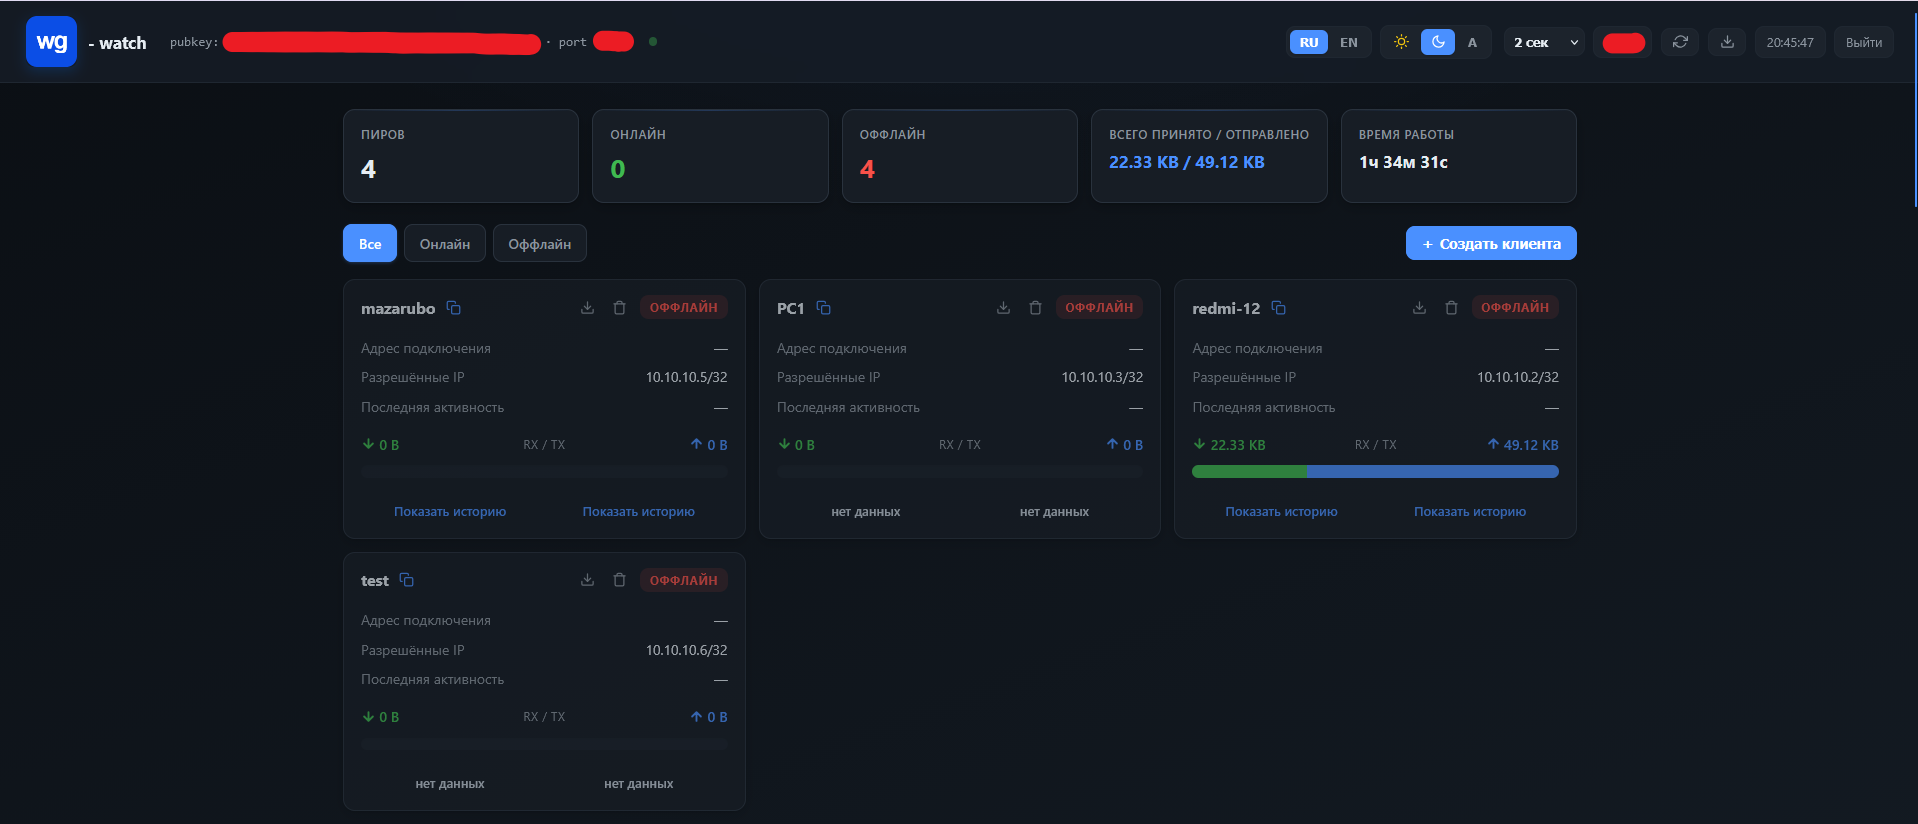 wg - watch pubkey: · port RU EN A 2 сек 20:45:47 Выйти
ПИРОВ ОНЛАЙН ОФФЛАЙН ВСЕГО ПРИНЯТО / ОТПРАВЛЕНО ВРЕМЯ РАБОТЫ
4 0 4 22.33 KB / 49.12 KB 1ч 34м 31с
Все Онлайн Оффлайн + Создать клиента
mazarubo ОФФЛАЙН
Адрес подключения —
Разрешённые IP 10.10.10.5/32
Последняя активность —
↓ 0 B RX / TX ↑ 0 B
Показать историю Показать историю
PC1 ОФФЛАЙН
Адрес подключения —
Разрешённые IP 10.10.10.3/32
Последняя активность —
↓ 0 B RX / TX ↑ 0 B
нет данных нет данных
redmi-12 ОФФЛАЙН
Адрес подключения —
Разрешённые IP 10.10.10.2/32
Последняя активность —
↓ 22.33 KB RX / TX ↑ 49.12 KB
Показать историю Показать историю
test ОФФЛАЙН
Адрес подключения —
Разрешённые IP 10.10.10.6/32
Последняя активность —
↓ 0 B RX / TX ↑ 0 B
нет данных нет данных